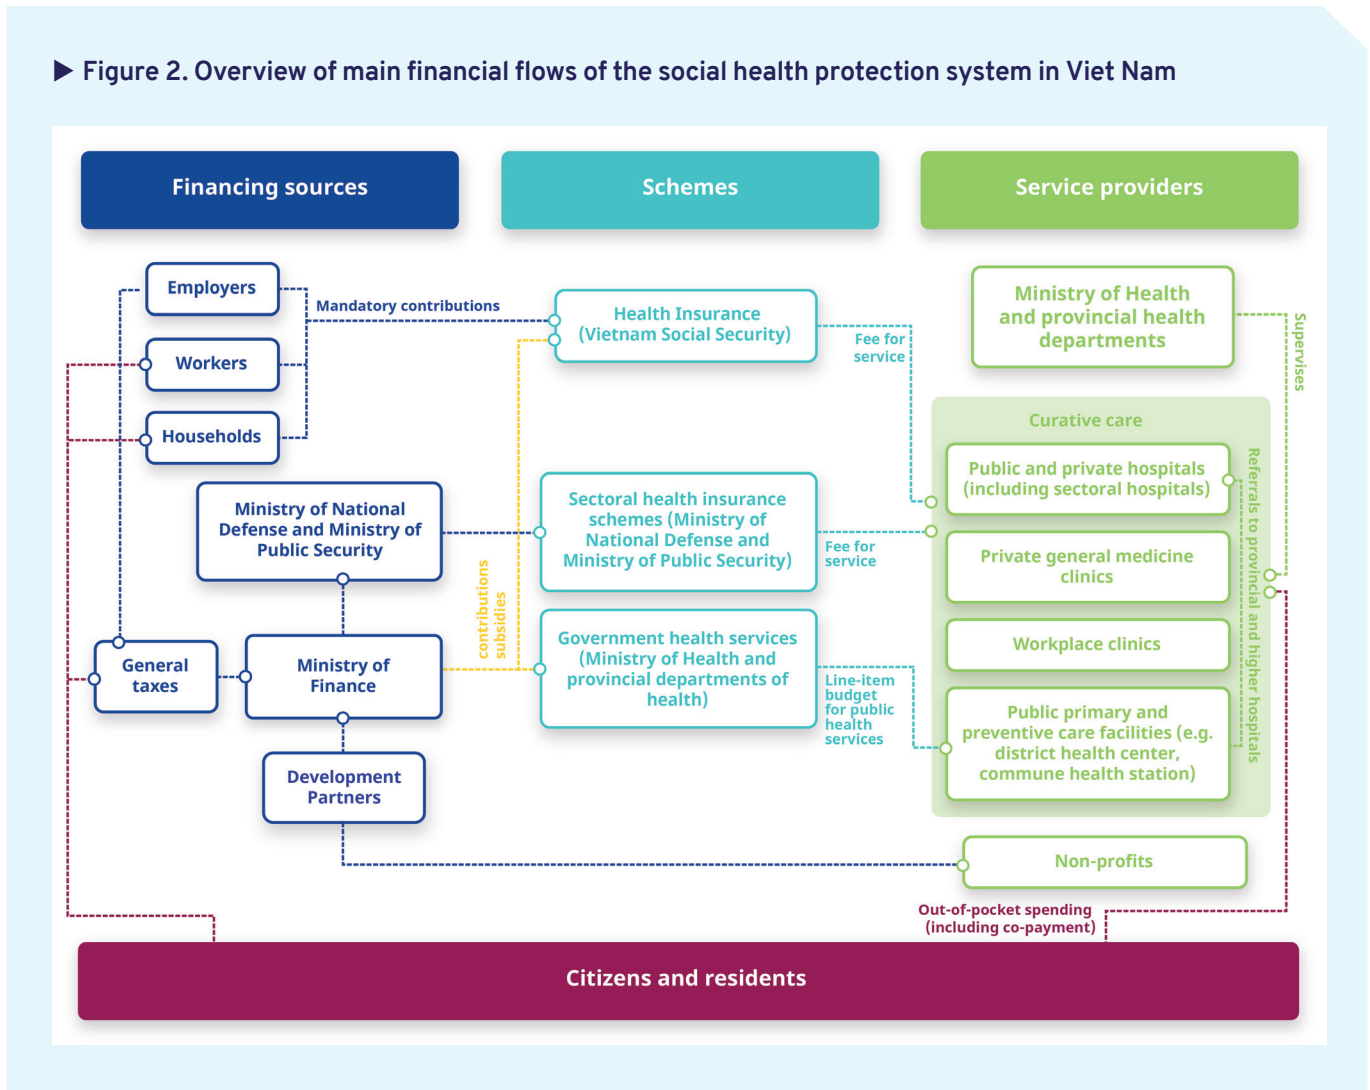 ▶ Figure 2. Overview of main financial flows of the social health protection system in Viet Nam
Financing sources
Schemes
Service providers
Employers
Workers
Households
Mandatory contributions
Ministry of National
Defense and Ministry of
Public Security
General
taxes
Ministry of
Finance
Development
Partners
contributions
subsidies
Health Insurance
(Vietnam Social Security)
Fee for
service
Sectoral health insurance
schemes (Ministry of
National Defense and
Ministry of Public Security)
Fee for
service
Government health services
(Ministry of Health and
provincial departments of
health)
Line-item
budget
for public
health
services
Ministry of Health
and provincial health
departments
Supervises
Curative care
Public and private hospitals
(including sectoral hospitals)
Private general medicine
clinics
Workplace clinics
Public primary and
preventive care facilities (e.g.
district health center,
commune health station)
Referrals to provincial and higher hospitals
Non-profits
Out-of-pocket spending
(including co-payment)
Citizens and residents